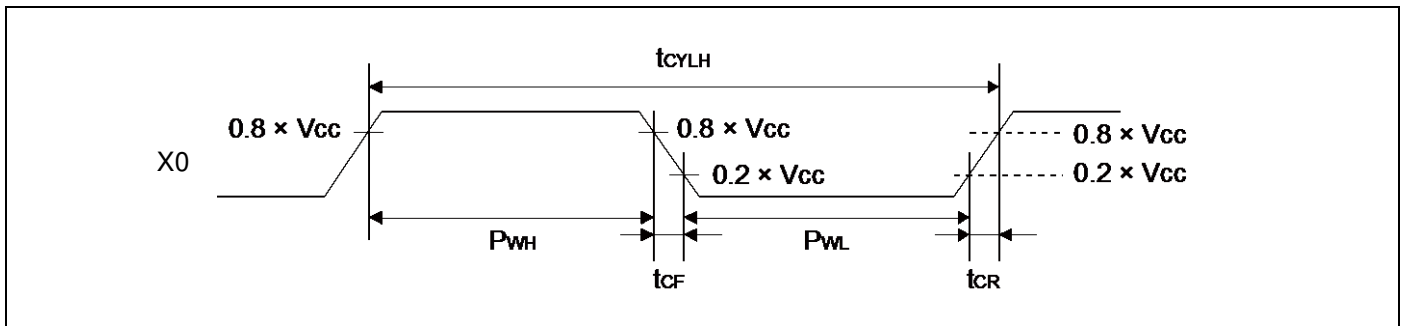 tCYLH
0.8 × Vcc
0.8 × Vcc
0.8 × Vcc
X0
0.2 × Vcc
0.2 × Vcc
PWH
PWL
tCF
tCR